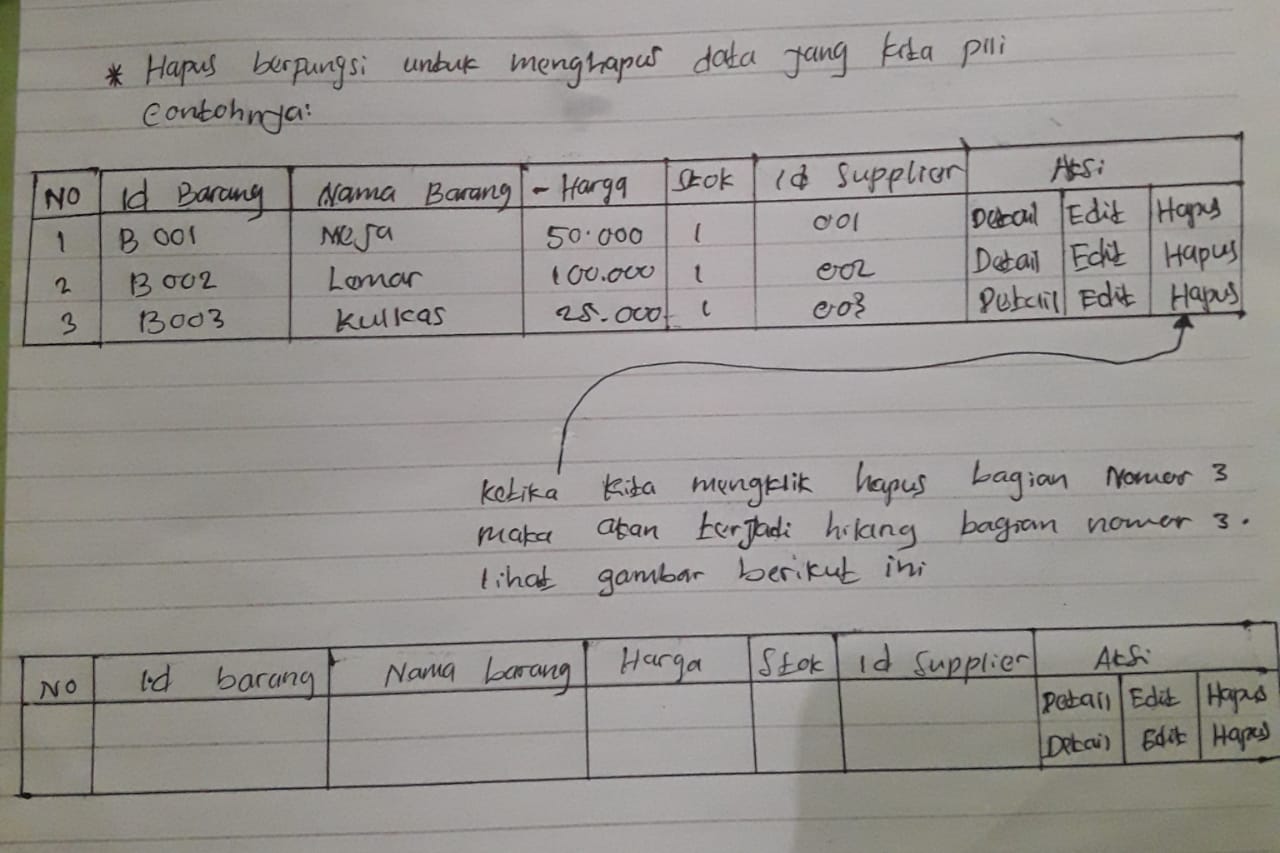 * Hapus berpungsi untuk menghapus data yang kita pili
Contohnya:
NO Id Barang Nama Barang - Harga Stok Id Supplier Aksi
1 B 001 Meja 50.000 1 001 Detail Edit Hapus
2 B 002 Lemar 100.000 1 002 Detail Edit Hapus
3 B003 Kulkas 25.000 1 003 Detail Edit Hapus
Ketika kita mengklik hapus bagian Nomer 3
maka akan terjadi hilang bagian nomer 3.
lihat gambar berikut ini
NO Id barang Nama barang Harga Stok Id Supplier Aksi
Detail Edit Hapus
Detail Edit Hapus